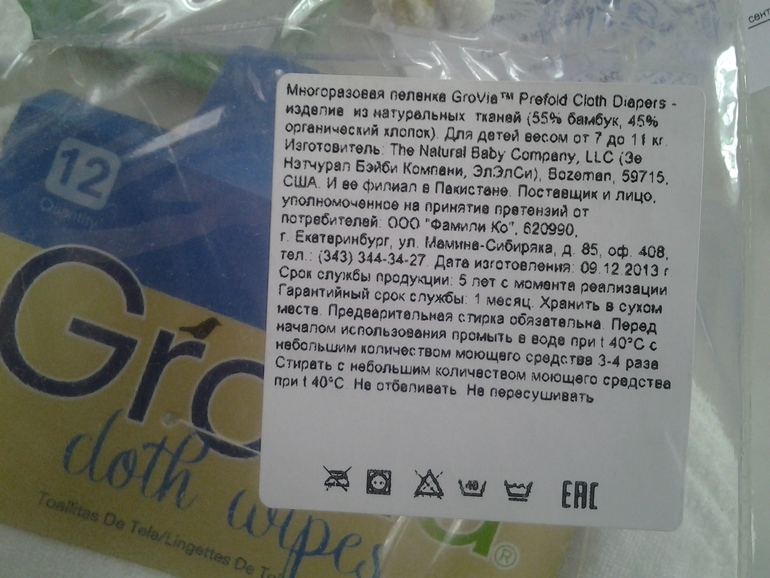 Многоразовая пеленка GroVia™ Prefold Cloth Diapers -
изделие из натуральных тканей (55% бамбук, 45%
органический хлопок). Для детей весом от 7 до 11 кг.
Изготовитель: The Natural Baby Company, LLC (Зе
Нэтчурал Бэйби Компани, ЭлЭлСи), Bozeman, 59715,
США. И ее филиал в Пакистане. Поставщик и лицо,
уполномоченное на принятие претензий от
потребителей: ООО "Фамили Ко", 620990,
г. Екатеринбург, ул. Мамина-Сибиряка, д. 85, оф. 408,
тел.: (343) 344-34-27. Дата изготовления: 09.12.2013 г
Срок службы продукции: 5 лет с момента реализации
Гарантийный срок службы: 1 месяц. Хранить в сухом
месте. Предварительная стирка обязательна. Перед
началом использования промыть в воде при t 40°С с
небольшим количеством моющего средства 3-4 раза
Стирать с небольшим количеством моющего средства
при t 40°С. Не отбеливать. Не пересушивать
40
EAC
12
Quantity
Gro
a®
cloth wipes
Toallitas De Tela/Lingettes De